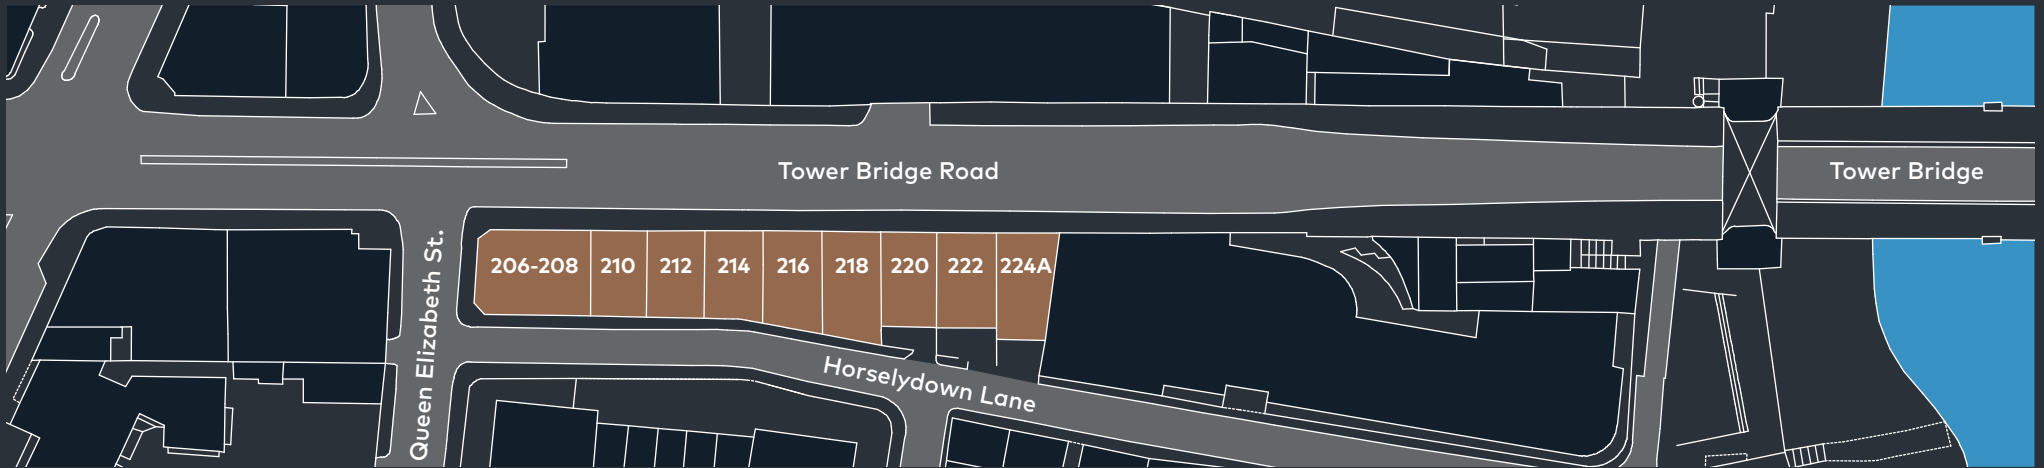 Tower Bridge Road
Tower Bridge
Queen Elizabeth St.
206-208
210
212
214
216
218
220
222
224A
Horselydown Lane